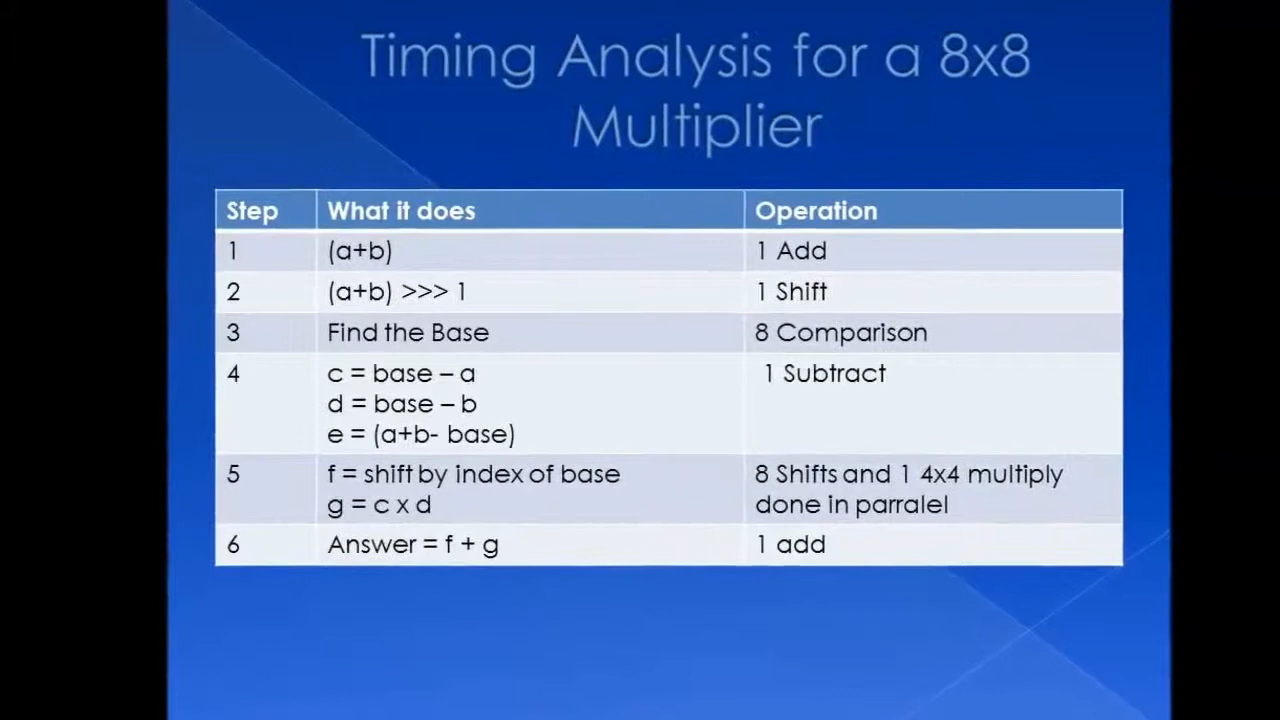 Timing Analysis for a 8x8
Multiplier
Step What it does Operation
1 (a+b) 1 Add
2 (a+b) >>> 1 1 Shift
3 Find the Base 8 Comparison
4 c = base – a 1 Subtract
d = base – b
e = (a+b- base)
5 f = shift by index of base 8 Shifts and 1 4x4 multiply
g = c x d done in parralel
6 Answer = f + g 1 add